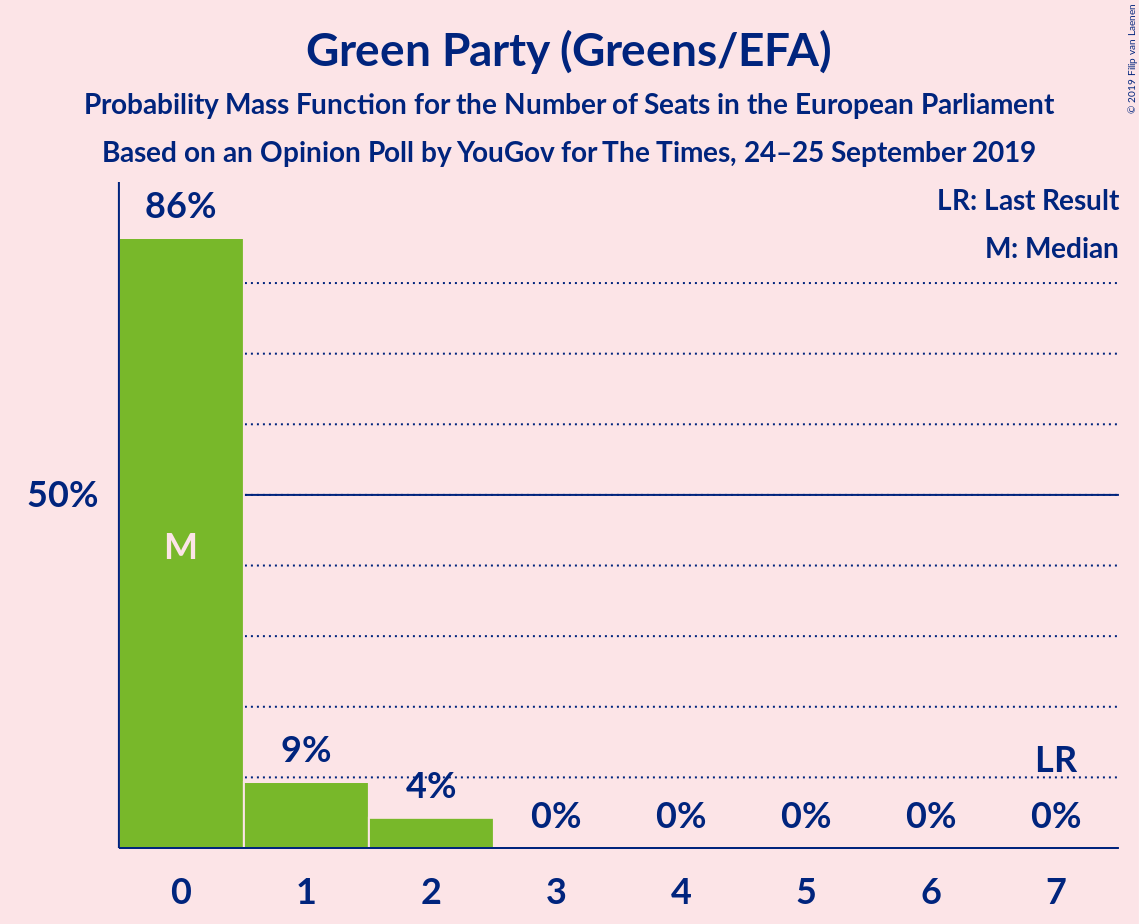 Green Party (Greens/EFA)
Probability Mass Function for the Number of Seats in the European Parliament
Based on an Opinion Poll by YouGov for The Times, 24–25 September 2019
© 2019 Filip van Laenen
LR: Last Result
M: Median
86%
50%
M
9%
4%
0%
0%
0%
0%
LR
0%
0 1 2 3 4 5 6 7